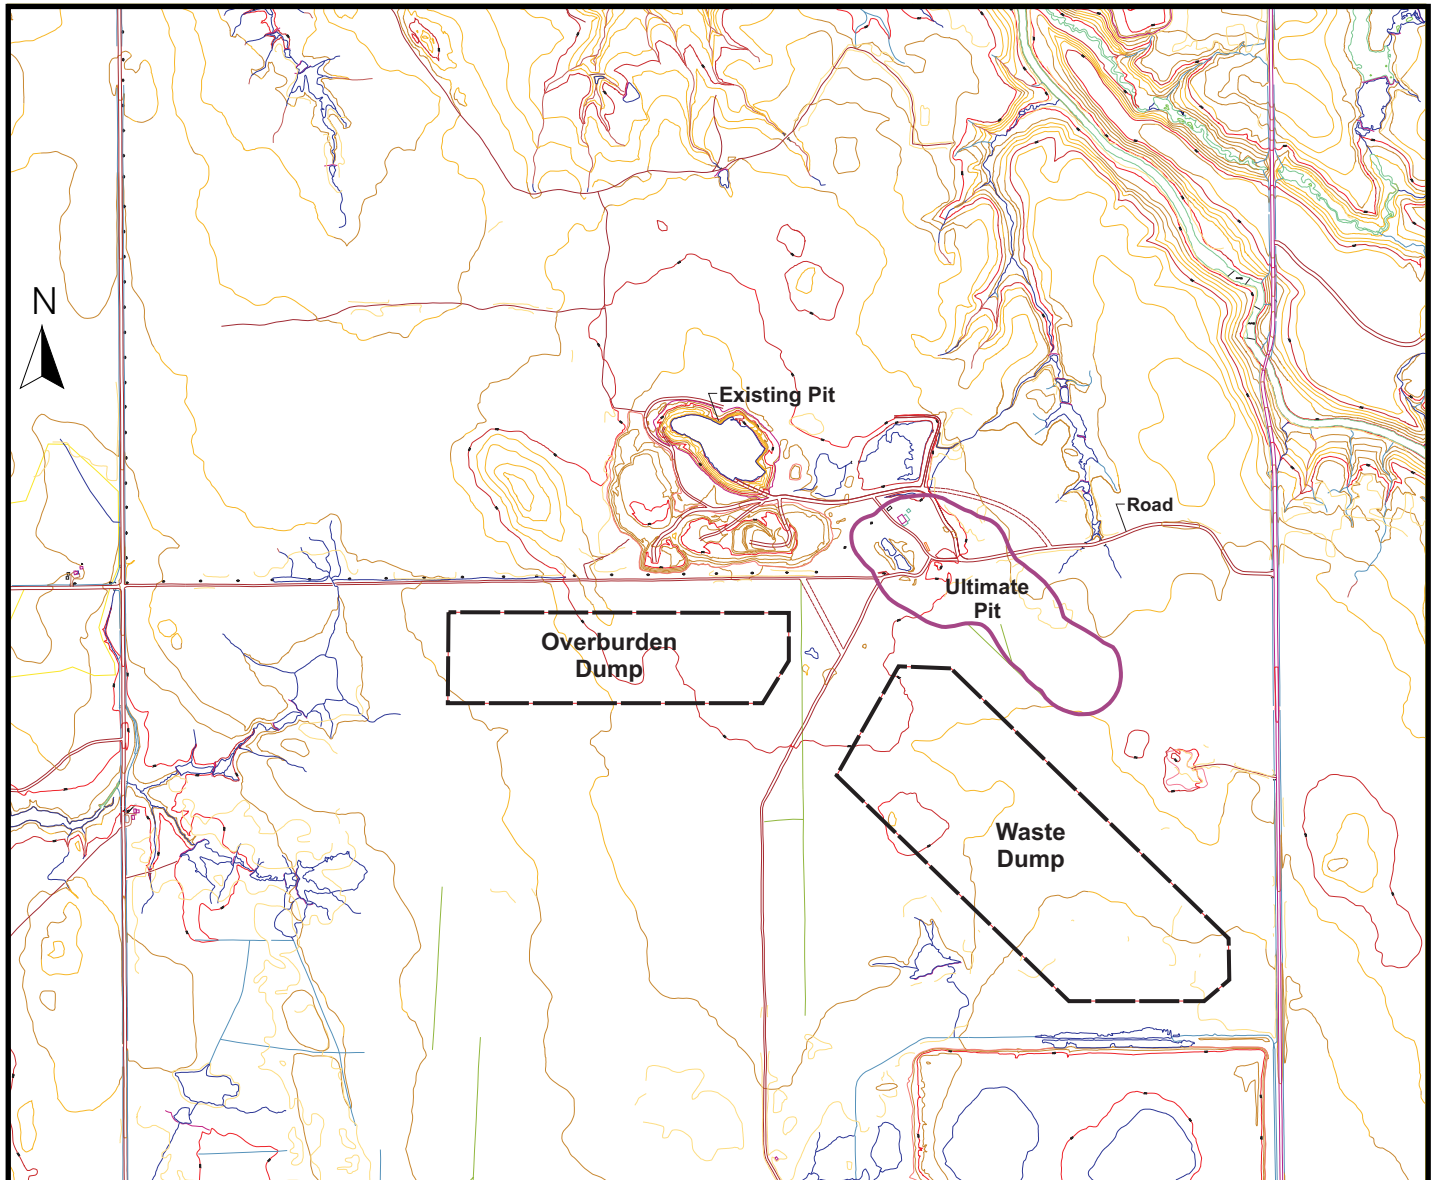 N
Existing Pit
Road
Ultimate
Pit
Overburden
Dump
Waste
Dump